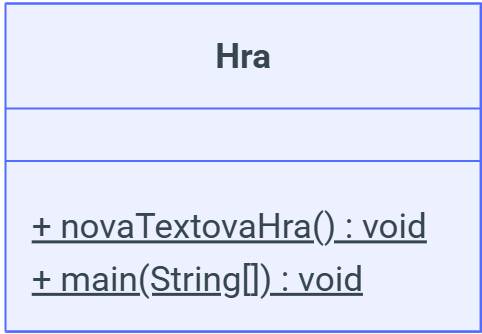 Hra
+ novaTextovaHra() : void
+ main(String[]) : void